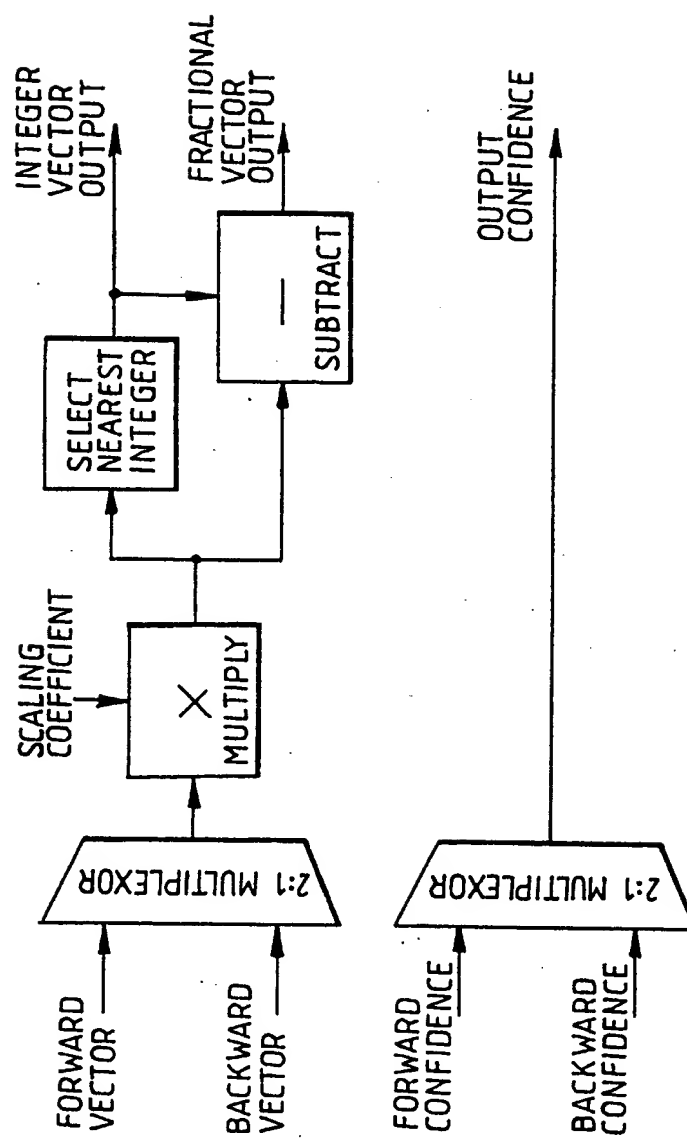 FORWARD
VECTOR
BACKWARD
VECTOR
2:1 MULTIPLEXOR
SCALING
COEFFICIENT
×
MULTIPLY
SELECT
NEAREST
INTEGER
INTEGER
VECTOR
OUTPUT
—
SUBTRACT
FRACTIONAL
VECTOR
OUTPUT
FORWARD
CONFIDENCE
BACKWARD
CONFIDENCE
2:1 MULTIPLEXOR
OUTPUT
CONFIDENCE